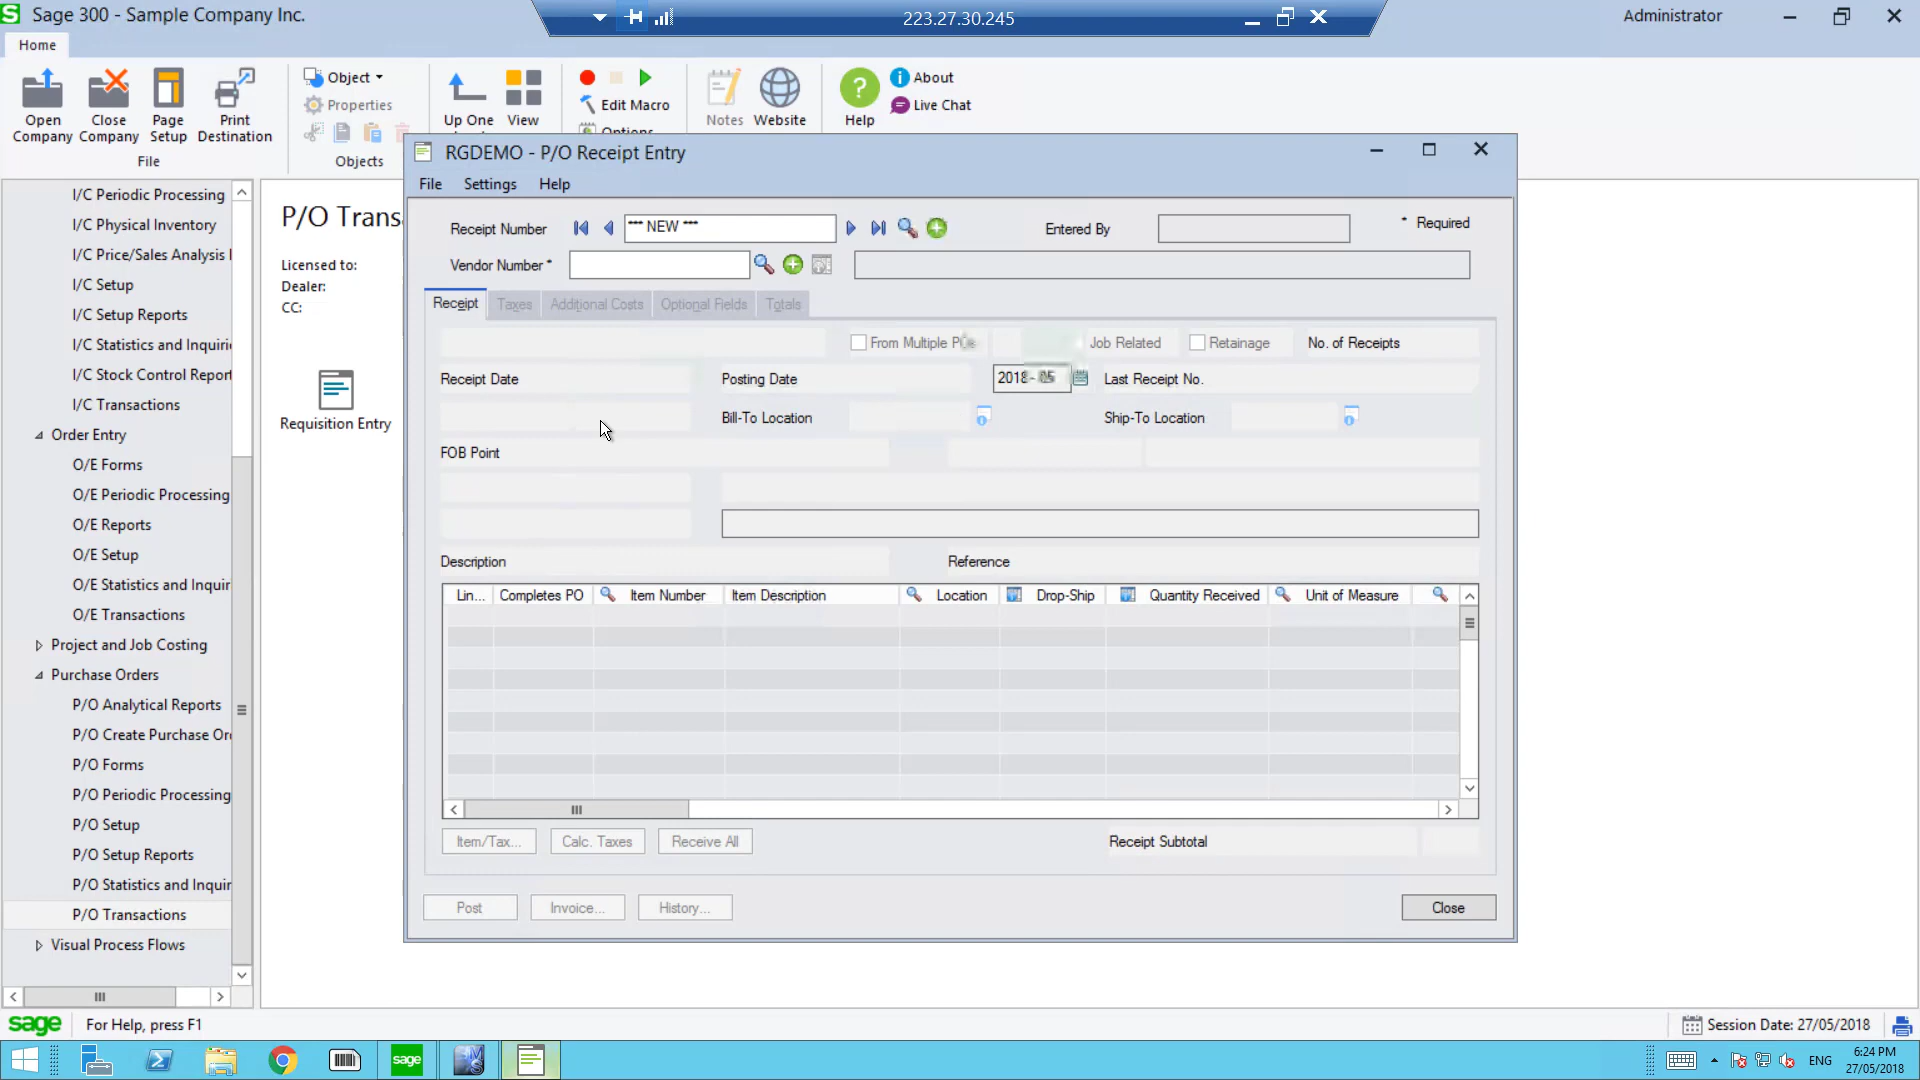 Sage 300 - Sample Company Inc.
223.27.30.245
Administrator
Home
Open Company
Close Company
Page Setup
Print Destination
File
Object
Properties
Objects
Up One
View
Edit Macro
Options
Notes
Website
Help
About
Live Chat
I/C Periodic Processing
I/C Physical Inventory
I/C Price/Sales Analysis
I/C Setup
I/C Setup Reports
I/C Statistics and Inquiri
I/C Stock Control Report
I/C Transactions
Order Entry
O/E Forms
O/E Periodic Processing
O/E Reports
O/E Setup
O/E Statistics and Inquir
O/E Transactions
Project and Job Costing
Purchase Orders
P/O Analytical Reports
P/O Create Purchase Or
P/O Forms
P/O Periodic Processing
P/O Setup
P/O Setup Reports
P/O Statistics and Inquir
P/O Transactions
Visual Process Flows
P/O Trans
Licensed to:
Dealer:
CC:
Requisition Entry
RGDEMO - P/O Receipt Entry
File Settings Help
Receipt Number *** NEW *** Entered By * Required
Vendor Number *
Receipt Taxes Additional Costs Optional Fields Totals
From Multiple Job Related Retainage No. of Receipts
Receipt Date Posting Date 2018- Last Receipt No.
Bill-To Location Ship-To Location
FOB Point
Description Reference
Lin... Completes PO Item Number Item Description Location Drop-Ship Quantity Received Unit of Measure
Item/Tax... Calc. Taxes Receive All Receipt Subtotal
Post Invoice... History... Close
sage For Help, press F1 Session Date: 27/05/2018
sage
ENG
6:24 PM
27/05/2018